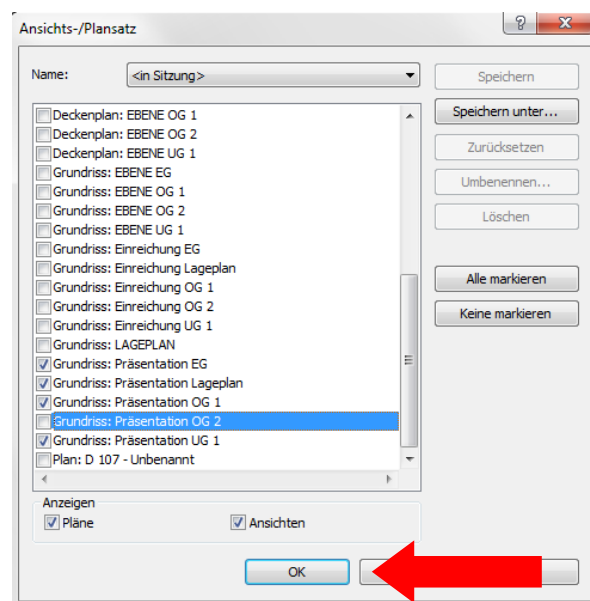 Ansichts-/Plansatz
Name: <in Sitzung>
Speichern
Speichern unter...
Zurücksetzen
Umbenennen...
Löschen
Alle markieren
Keine markieren
Deckenplan: EBENE OG 1
Deckenplan: EBENE OG 2
Deckenplan: EBENE UG 1
Grundriss: EBENE EG
Grundriss: EBENE OG 1
Grundriss: EBENE OG 2
Grundriss: EBENE UG 1
Grundriss: Einreichung EG
Grundriss: Einreichung Lageplan
Grundriss: Einreichung OG 1
Grundriss: Einreichung OG 2
Grundriss: Einreichung UG 1
Grundriss: LAGEPLAN
Grundriss: Präsentation EG
Grundriss: Präsentation Lageplan
Grundriss: Präsentation OG 1
Grundriss: Präsentation OG 2
Grundriss: Präsentation UG 1
Plan: D 107 - Unbenannt
Anzeigen
Pläne
Ansichten
OK